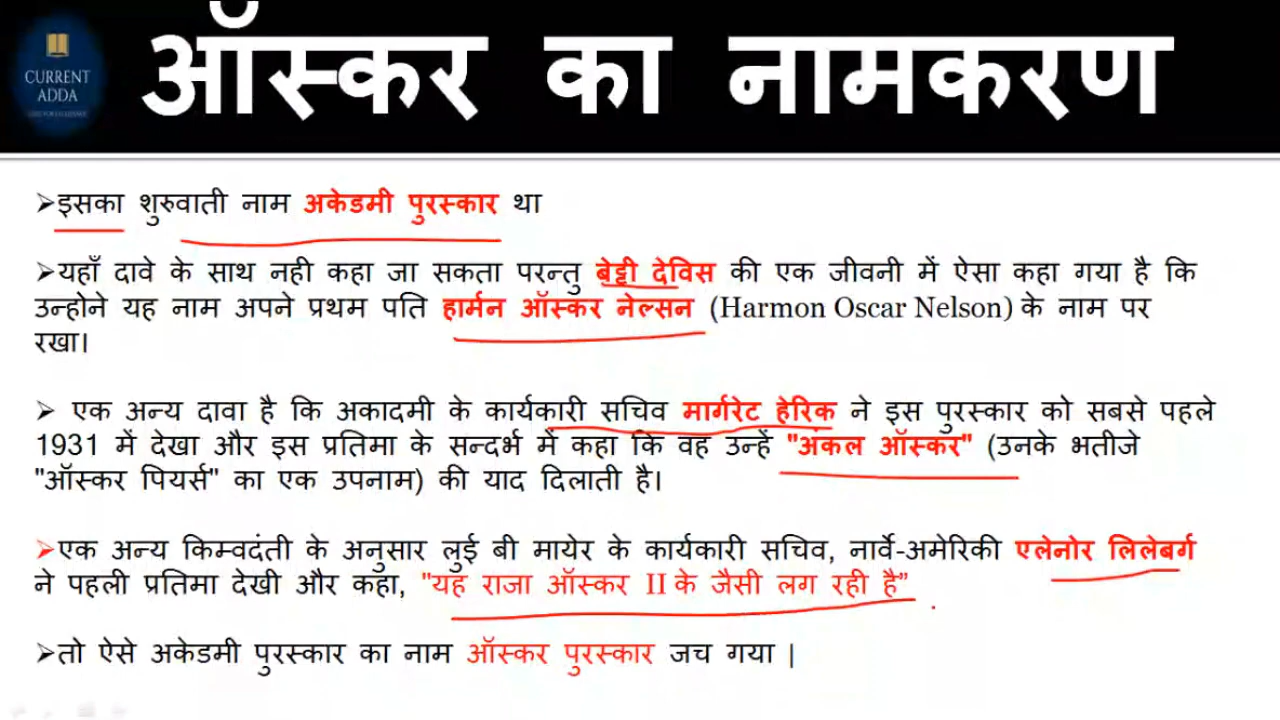 CURRENT
ADDA
ऑस्कर का नामकरण
➢इसका शुरुवाती नाम अकेडमी पुरस्कार था
➢यहाँ दावे के साथ नही कहा जा सकता परन्तु बेट्टी देविस की एक जीवनी में ऐसा कहा गया है कि
उन्होने यह नाम अपने प्रथम पति हार्मन ऑस्कर नेल्सन (Harmon Oscar Nelson) के नाम पर
रखा।
➢ एक अन्य दावा है कि अकादमी के कार्यकारी सचिव मार्गरेट हेरिक ने इस पुरस्कार को सबसे पहले
1931 में देखा और इस प्रतिमा के सन्दर्भ में कहा कि वह उन्हें "अंकल ऑस्कर" (उनके भतीजे
"ऑस्कर पियर्स" का एक उपनाम) की याद दिलाती है।
➢एक अन्य किम्वदंती के अनुसार लुई बी मायेर के कार्यकारी सचिव, नार्वे-अमेरिकी एलेनोर लिलेबर्ग
ने पहली प्रतिमा देखी और कहा, "यह राजा ऑस्कर II के जैसी लग रही है”
➢तो ऐसे अकेडमी पुरस्कार का नाम ऑस्कर पुरस्कार जच गया |